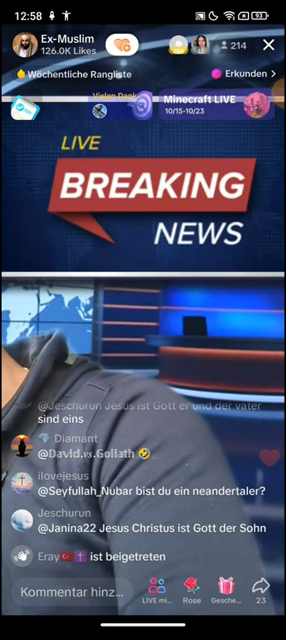 12:58
93
Ex-Muslim
126.0K Likes
214
Wöchentliche Rangliste
Erkunden >
Vielen Dank
Minecraft LIVE
10/15-10/23
LIVE
BREAKING
NEWS
@Jeschurun Jesus ist Gott er und der vater
sind eins
Diamant
@David.vs.Goliath 🤣
ilovejesus
@Seyfullah_Nubar bist du ein neandertaler?
Jeschurun
@Janina22 Jesus Christus ist Gott der Sohn
Eray🇹🇷✝️ ist beigetreten
Kommentar hinz...
LIVE mi...
Rose
Gesche...
23